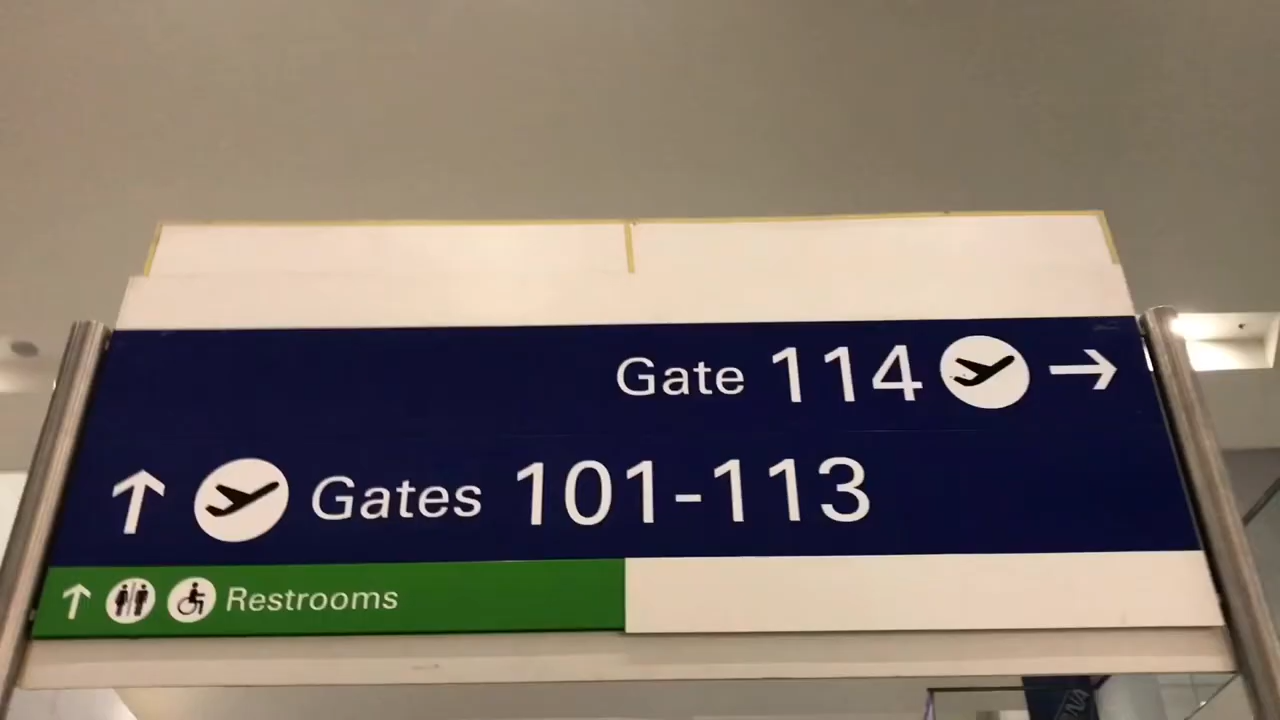 Gate 114 →
↑ Gates 101-113
↑ Restrooms